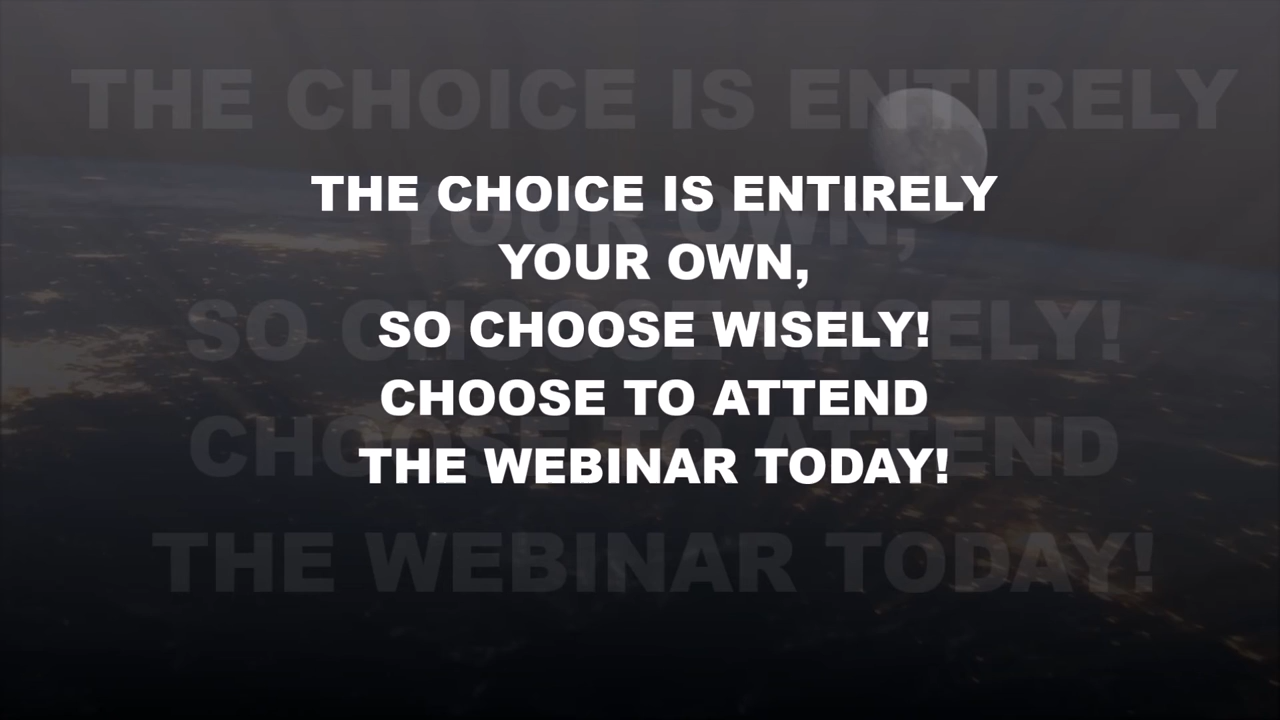 THE CHOICE IS ENTIRELY
YOUR OWN,
SO CHOOSE WISELY!
CHOOSE TO ATTEND
THE WEBINAR TODAY!